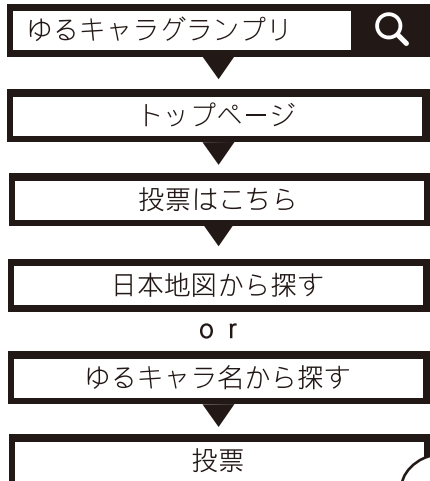 ゆるキャラグランプリ
トップページ
投票はこちら
日本地図から探す
or
ゆるキャラ名から探す
投票